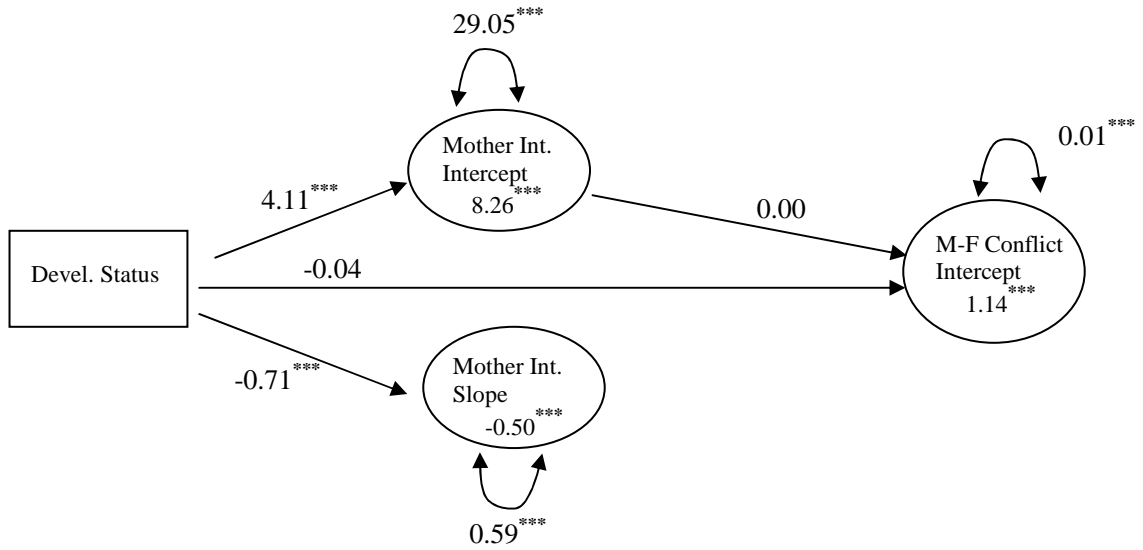 29.05***
0.01***
Mother Int.
Intercept
8.26***
4.11***
0.00
M-F Conflict
Intercept
1.14***
Devel. Status
-0.04
-0.71***
Mother Int.
Slope
-0.50***
0.59***